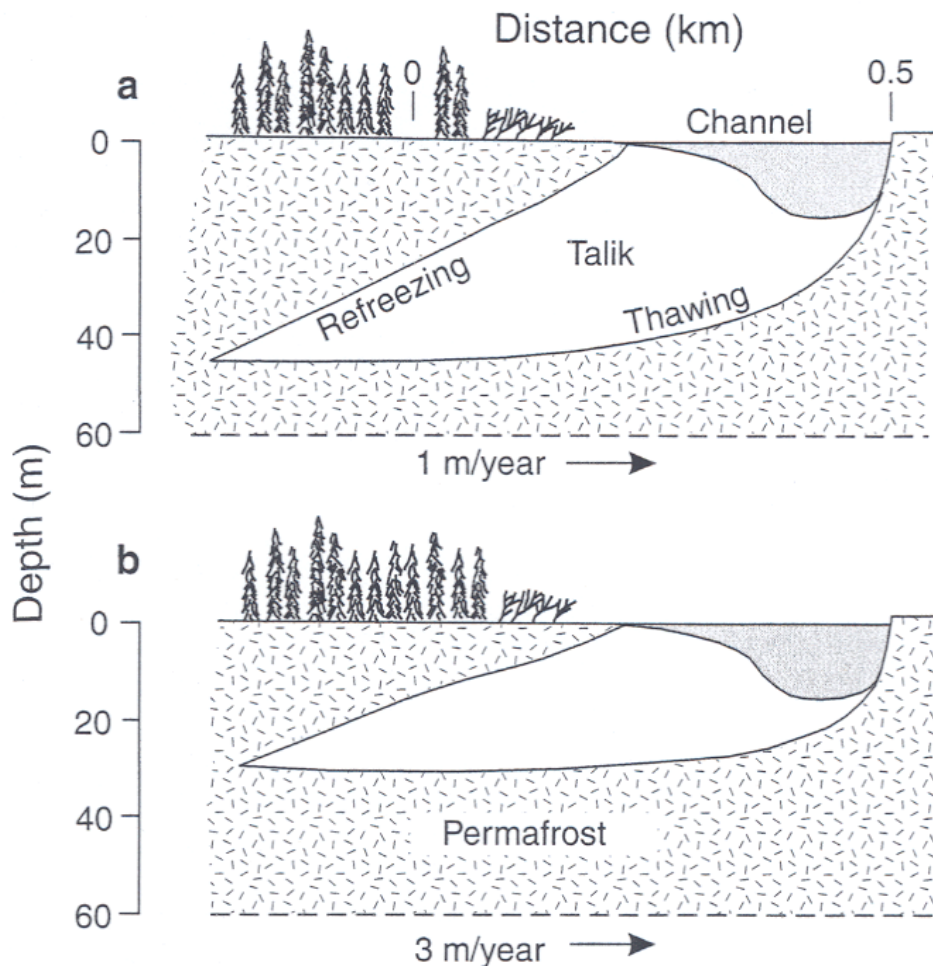 Distance (km)
a
0
0.5
Channel
0
20
40
60
Talik
Refreezing
Thawing
1 m/year
Depth (m)
b
0
20
40
60
Permafrost
3 m/year